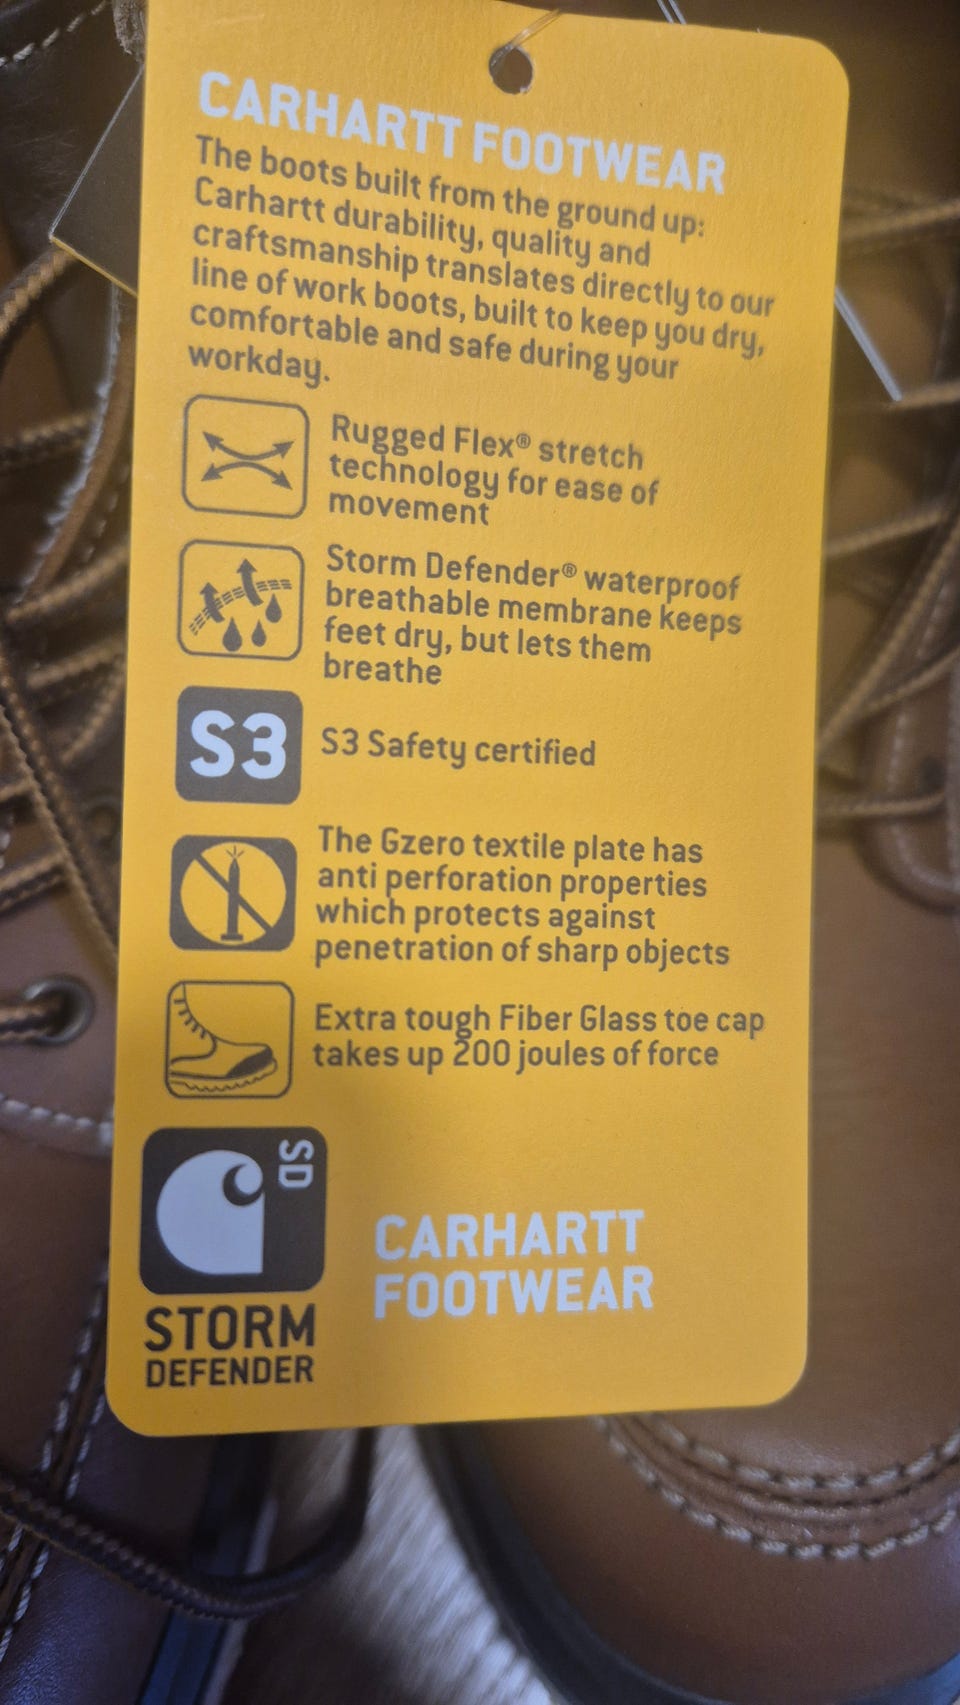 CARHARTT FOOTWEAR
The boots built from the ground up:
Carhartt durability, quality and
craftsmanship translates directly to our
line of work boots, built to keep you dry,
comfortable and safe during your
workday.
Rugged Flex® stretch
technology for ease of
movement
Storm Defender® waterproof
breathable membrane keeps
feet dry, but lets them
breathe
S3
S3 Safety certified
The Gzero textile plate has
anti perforation properties
which protects against
penetration of sharp objects
Extra tough Fiber Glass toe cap
takes up 200 joules of force
SD
STORM
DEFENDER
CARHARTT
FOOTWEAR